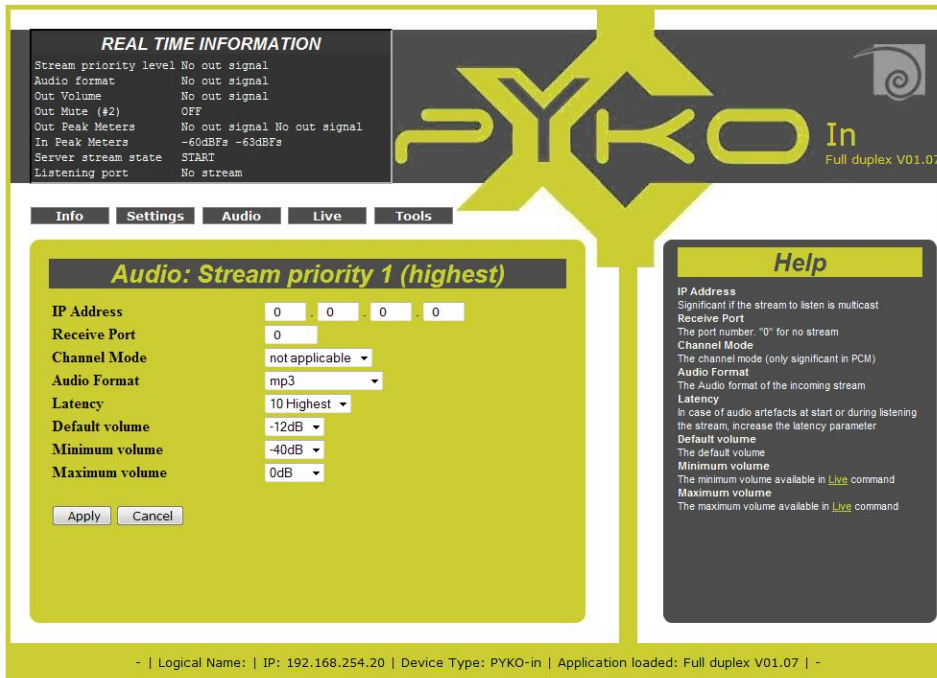 REAL TIME INFORMATION
Stream priority level No out signal
Audio format No out signal
Out Volume No out signal
Out Mute (#2) OFF
Out Peak Meters No out signal No out signal
In Peak Meters -60dBFs -63dBFs
Server stream state START
Listening port No stream
PYKO
In
Full duplex V01.07
Info Settings Audio Live Tools
Audio: Stream priority 1 (highest)
IP Address 0 . 0 . 0 . 0
Receive Port 0
Channel Mode not applicable
Audio Format mp3
Latency 10 Highest
Default volume -12dB
Minimum volume -40dB
Maximum volume 0dB
Apply Cancel
Help
IP Address
Significant if the stream to listen is multicast
Receive Port
The port number. "0" for no stream
Channel Mode
The channel mode (only significant in PCM)
Audio Format
The Audio format of the incoming stream
Latency
In case of audio artefacts at start or during listening
the stream, increase the latency parameter
Default volume
The default volume
Minimum volume
The minimum volume available in Live command
Maximum volume
The maximum volume available in Live command
- | Logical Name: | IP: 192.168.254.20 | Device Type: PYKO-in | Application loaded: Full duplex V01.07 | -